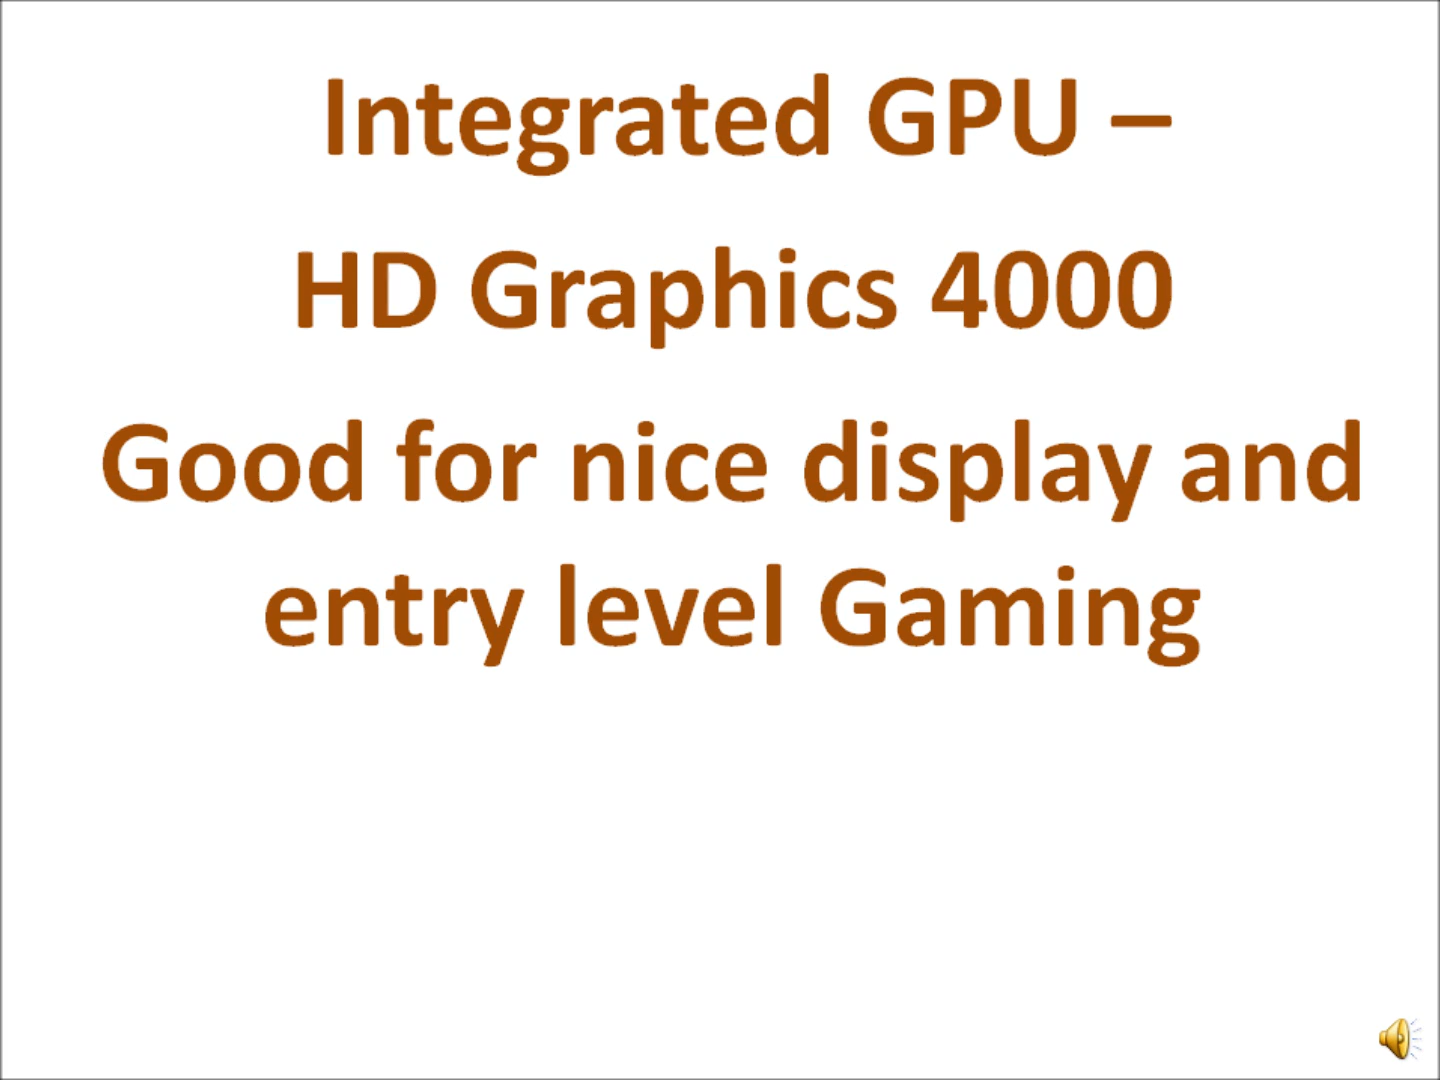 Integrated GPU –
HD Graphics 4000
Good for nice display and
entry level Gaming